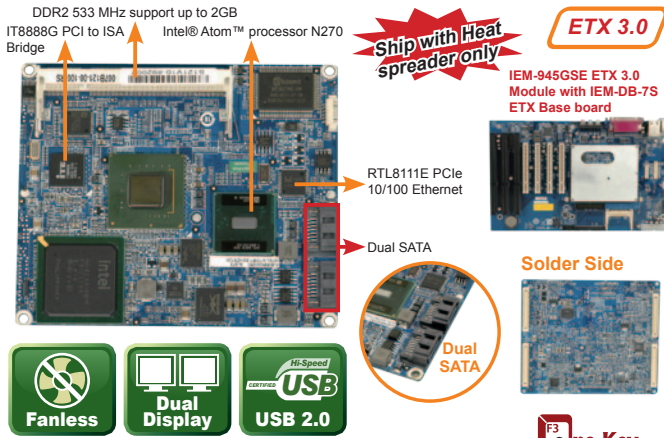 DDR2 533 MHz support up to 2GB
IT8888G PCI to ISA
Bridge
Intel® Atom™ processor N270
Ship with Heat
spreader only
ETX 3.0
IEM-945GSE ETX 3.0
Module with IEM-DB-7S
ETX Base board
RTL8111E PCIe
10/100 Ethernet
Dual SATA
Solder Side
Dual
SATA
intel
Fanless
Dual
Display
Hi-Speed
CERTIFIED
USB
USB 2.0
F3